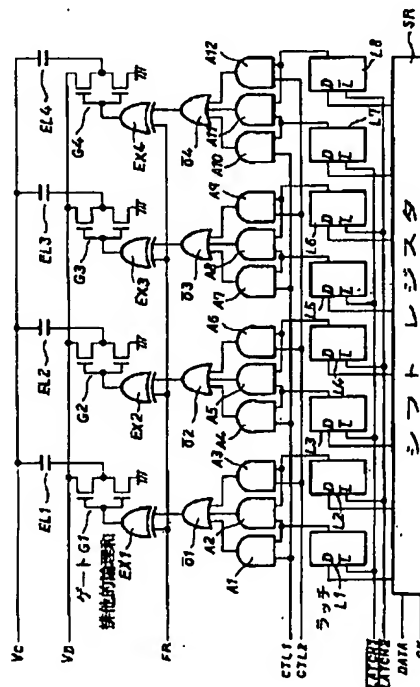 VC
EL1
EL2
EL3
EL4
VD
ゲートG1
G2
G3
G4
排他的論理和
EX1
EX2
EX3
EX4
FR
O1
O2
O3
O4
A1
A2
A3
A4
A5
A6
A7
A8
A9
A10
A11
A12
CTL1
CTL2
ラッチ
L1
L2
L3
L4
L5
L6
L7
L8
D
L
D
L
D
L
D
L
D
L
D
L
D
L
D
L
LATCH1
LATCH2
DATA
シフトレジスタ
SR